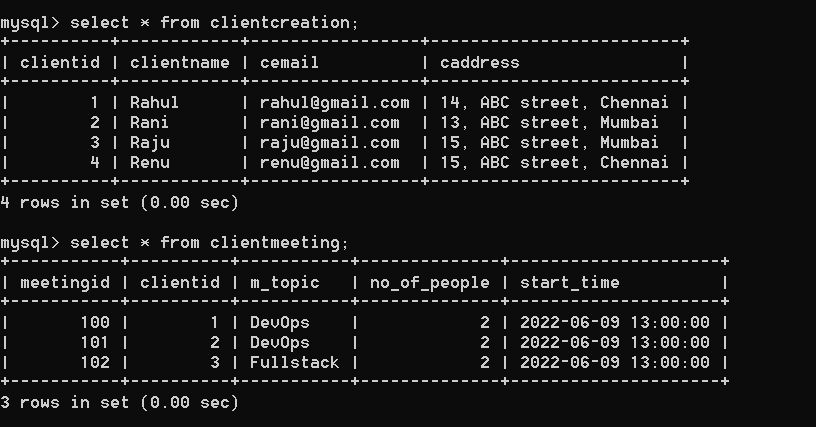 mysql> select * from clientcreation;
+----------+------------+-----------------+-------------------------+
| clientid | clientname | cemail          | caddress                |
+----------+------------+-----------------+-------------------------+
|        1 | Rahul      | rahul@gmail.com | 14, ABC street, Chennai |
|        2 | Rani       | rani@gmail.com  | 13, ABC street, Mumbai  |
|        3 | Raju       | raju@gmail.com  | 15, ABC street, Mumbai  |
|        4 | Renu       | renu@gmail.com  | 15, ABC street, Chennai |
+----------+------------+-----------------+-------------------------+
4 rows in set (0.00 sec)

mysql> select * from clientmeeting;
+-----------+----------+-----------+--------------+---------------------+
| meetingid | clientid | m_topic   | no_of_people | start_time          |
+-----------+----------+-----------+--------------+---------------------+
|       100 |        1 | DevOps    |            2 | 2022-06-09 13:00:00 |
|       101 |        2 | DevOps    |            2 | 2022-06-09 13:00:00 |
|       102 |        3 | Fullstack |            2 | 2022-06-09 13:00:00 |
+-----------+----------+-----------+--------------+---------------------+
3 rows in set (0.00 sec)